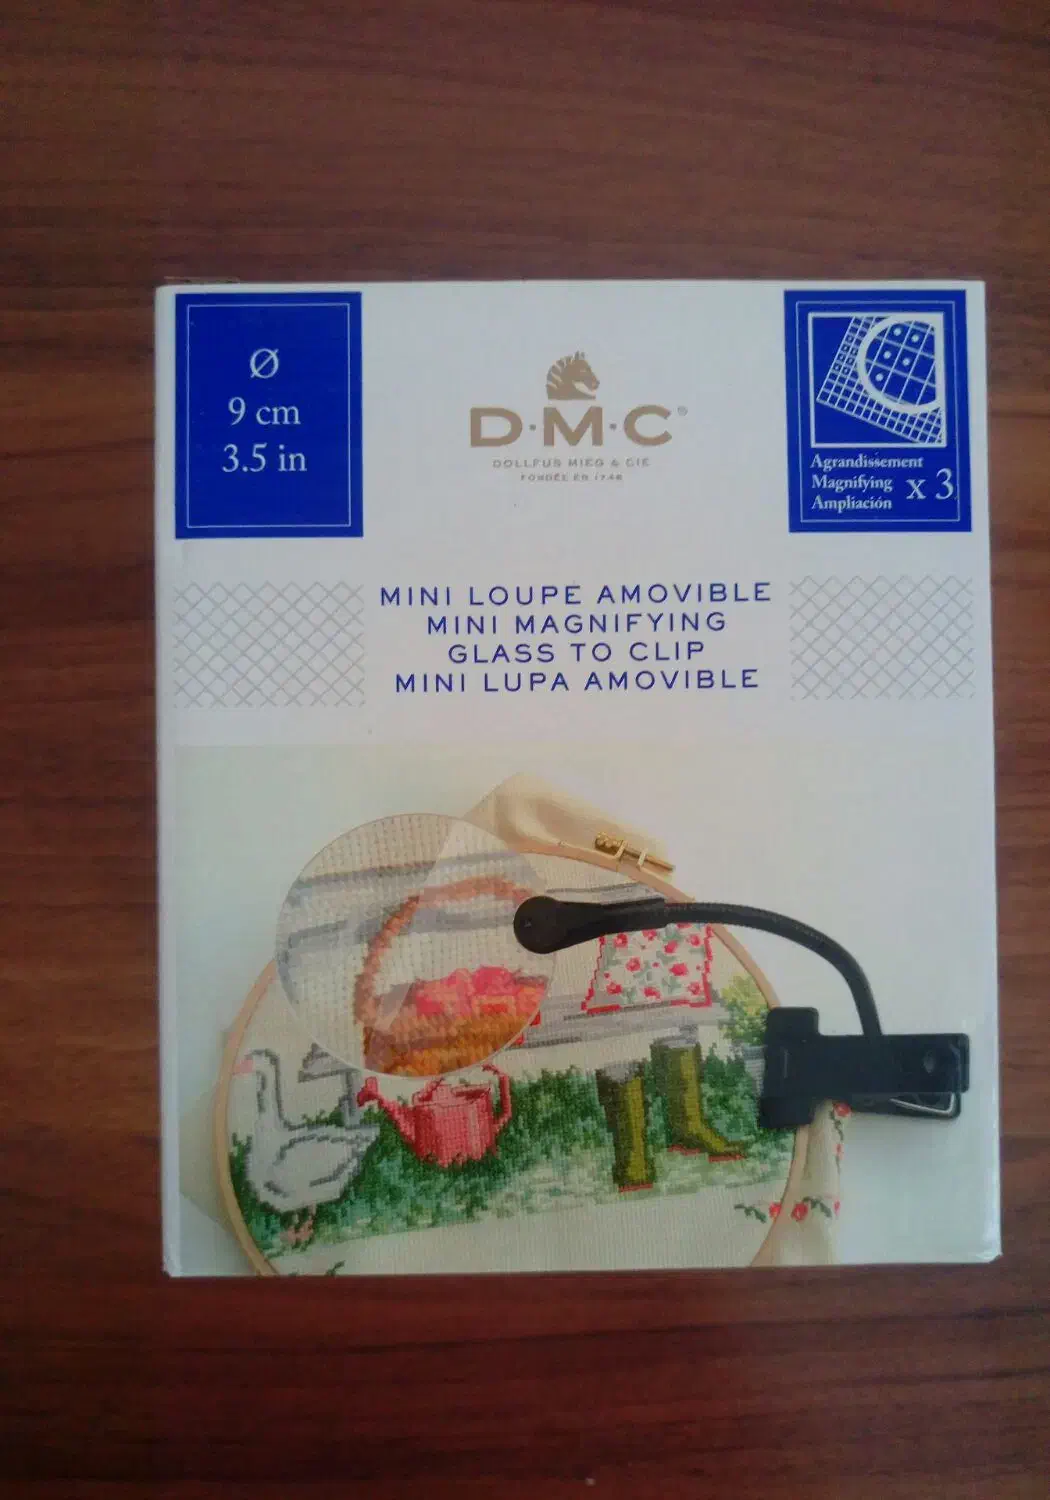 Ø
9 cm
3.5 in
D·M·C®
DOLLFUS MIEG & CIE
FONDÉE EN 1746
Agrandissement
Magnifying
Ampliación
x 3
MINI LOUPE AMOVIBLE
MINI MAGNIFYING
GLASS TO CLIP
MINI LUPA AMOVIBLE